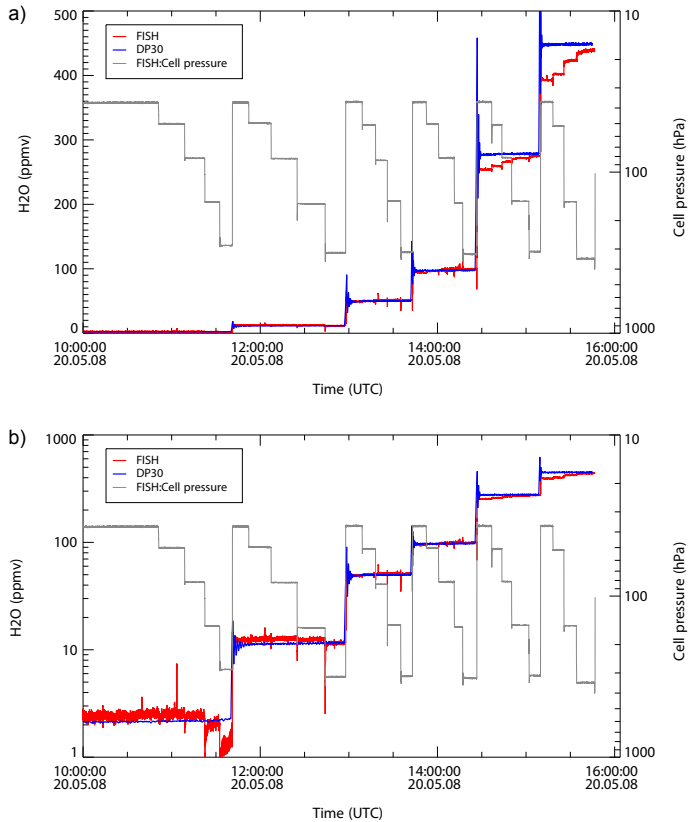 a)
500
400
300
200
100
0
H2O (ppmv)
FISH
DP30
FISH:Cell pressure
10
100
1000
Cell pressure (hPa)
10:00:00 12:00:00 14:00:00 16:00:00
20.05.08 20.05.08 20.05.08 20.05.08
Time (UTC)
b)
1000
100
10
1
H2O (ppmv)
FISH
DP30
FISH:Cell pressure
10
100
1000
Cell pressure (hPa)
10:00:00 12:00:00 14:00:00 16:00:00
20.05.08 20.05.08 20.05.08 20.05.08
Time (UTC)